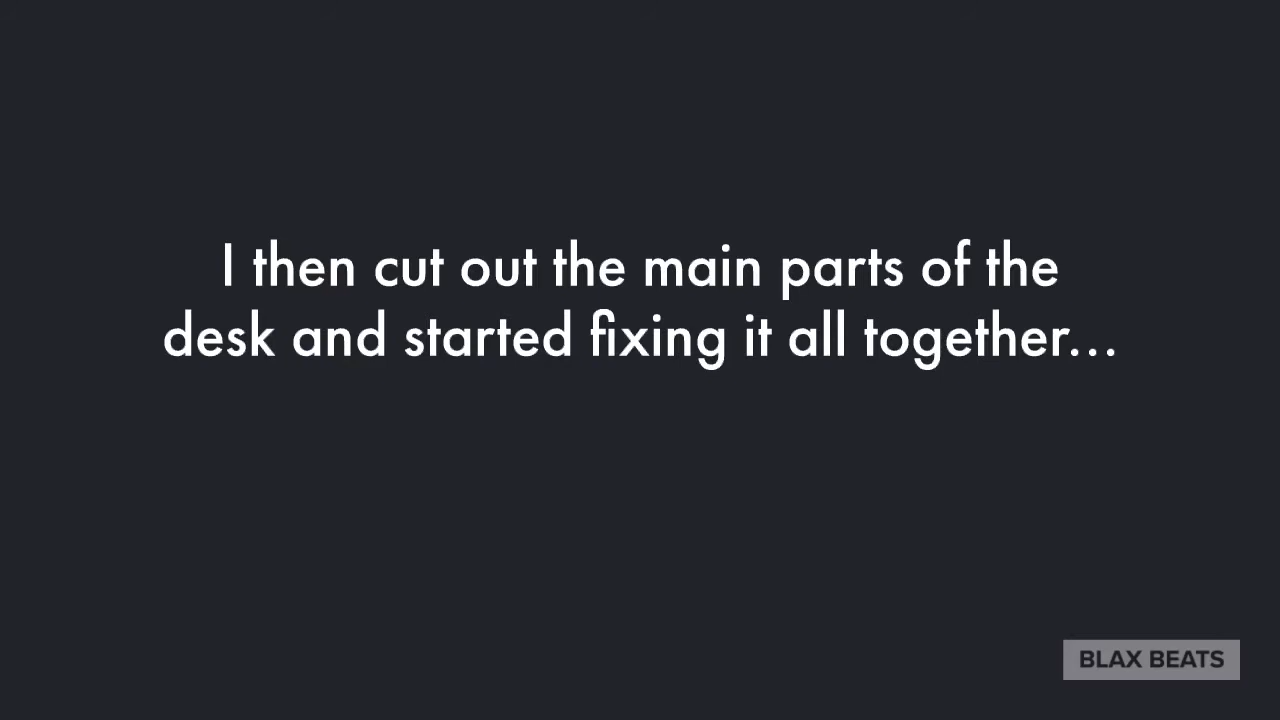 I then cut out the main parts of the
desk and started fixing it all together...
BLAX BEATS